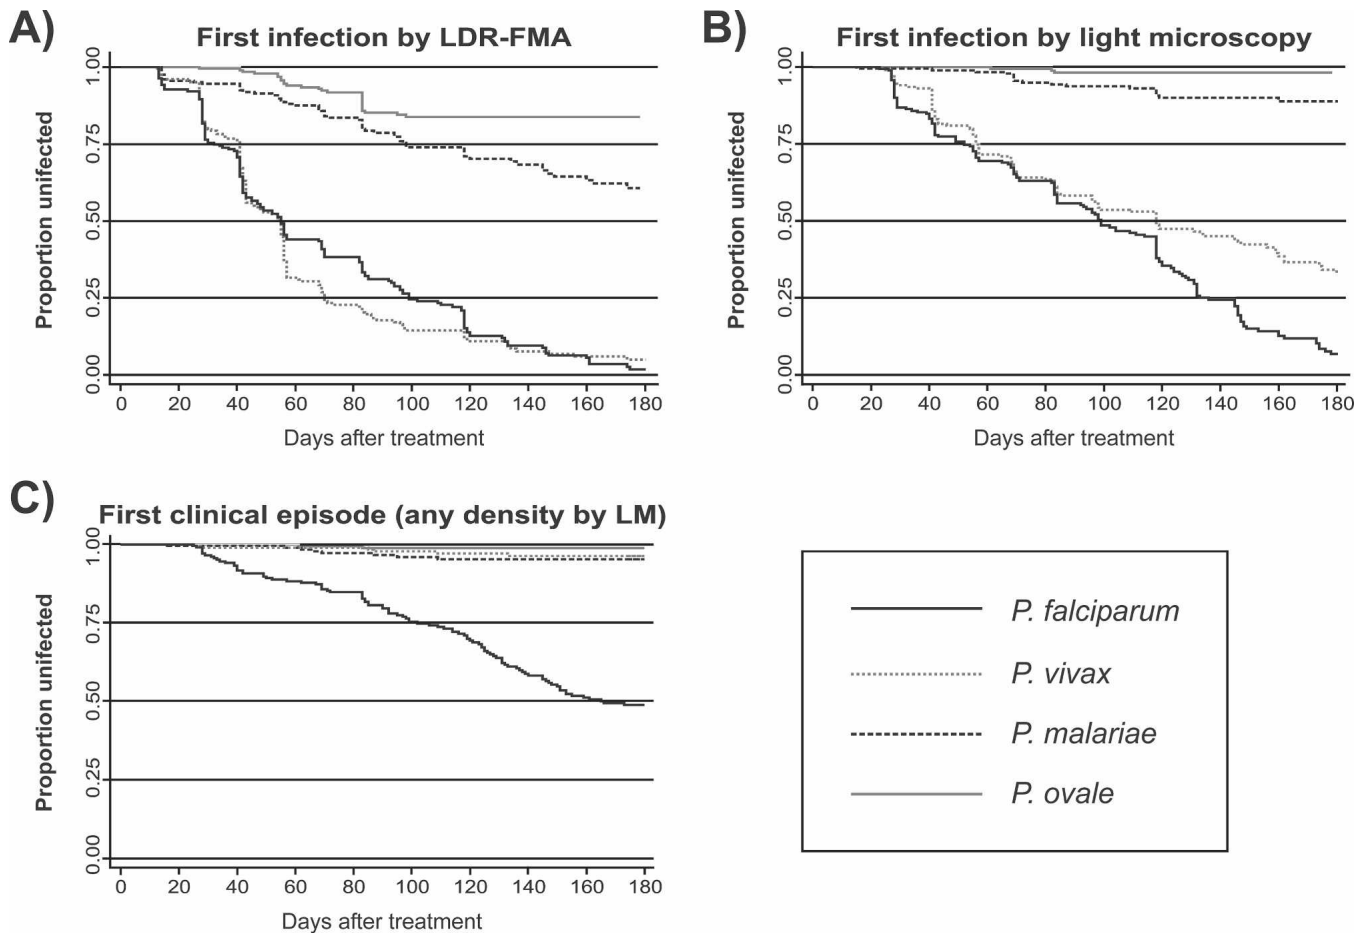 A)
First infection by LDR-FMA
Proportion unifected
1.00
0.75
0.50
0.25
0.00
0 20 40 60 80 100 120 140 160 180
Days after treatment
B)
First infection by light microscopy
Proportion unifected
1.00
0.75
0.50
0.25
0.00
0 20 40 60 80 100 120 140 160 180
Days after treatment
C)
First clinical episode (any density by LM)
Proportion unifected
1.00
0.75
0.50
0.25
0.00
0 20 40 60 80 100 120 140 160 180
Days after treatment
P. falciparum
P. vivax
P. malariae
P. ovale